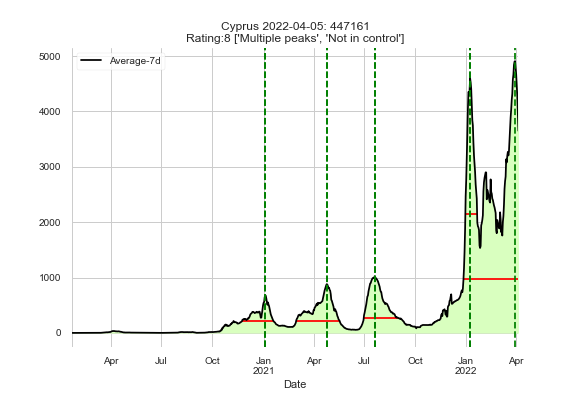 Cyprus 2022-04-05: 447161
Rating:8 ['Multiple peaks', 'Not in control']
Average-7d
5000
4000
3000
2000
1000
0
Apr Jul Oct Jan Apr Jul Oct Jan Apr
2021 2022
Date